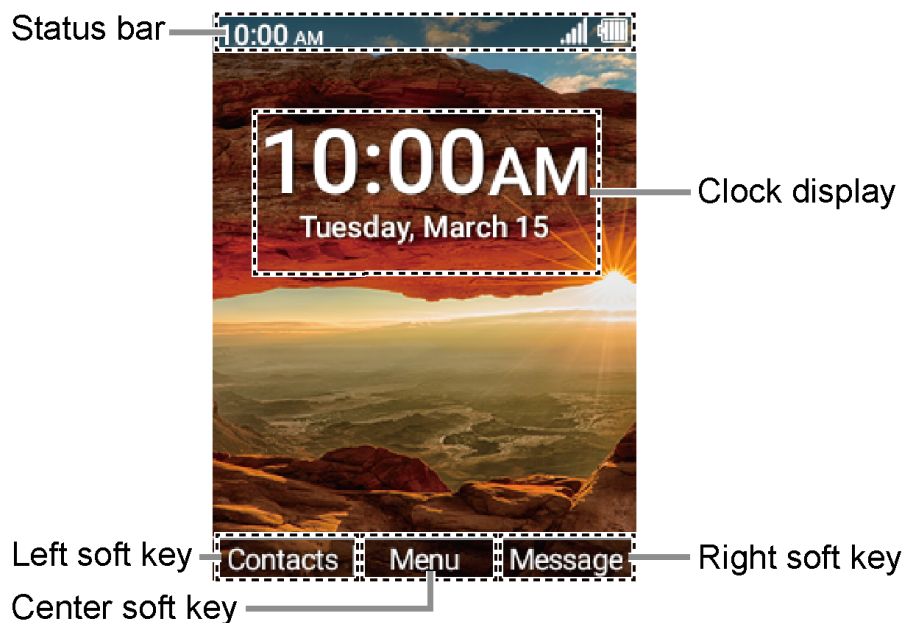 Status bar
10:00 AM
10:00AM
Clock display
Tuesday, March 15
Left soft key
Contacts
Menu
Message
Right soft key
Center soft key